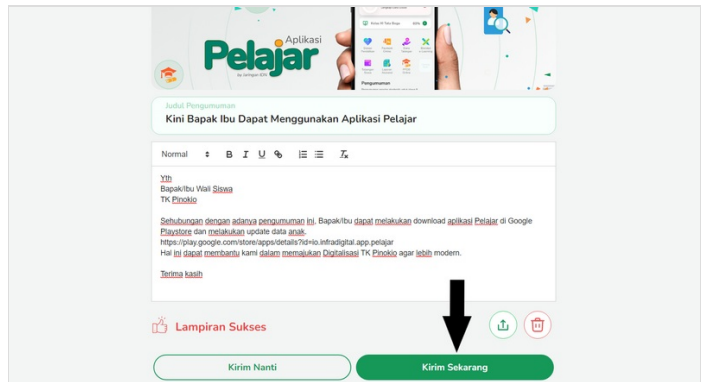 Aplikasi
Pelajar
Pengumuman
Judul Pengumuman
Kini Bapak Ibu Dapat Menggunakan Aplikasi Pelajar
Normal B I U
Yth
Bapak/Ibu Wali Siswa
TK Pinokio
Sehubungan dengan adanya pengumuman ini, Bapak/ibu dapat melakukan download aplikasi Pelajar di Google
Playstore dan melakukan update data anak.
https://play.google.com/store/apps/details?id=io.infradigital.app.pelajar
Hal ini dapat membantu kami dalam memajukan Digitalisasi TK Pinokio agar lebih modern.
Terima kasih
Lampiran Sukses
Kirim Nanti
Kirim Sekarang